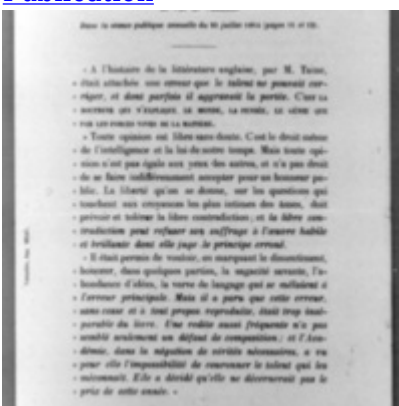 Publication
Dans la séance publique annuelle du
« A l'histoire de la littérature anglaise, par M. Taine,
« était attachée une erreur que le talent ne pouvait cor-
« riger, et dont parfois il aggravait la portée. C'EST LA
« DOCTRINE QUI N'EXPLIQUE LE MONDE, LA PENSÉE, LE GÉNIE QUE
« PAR LES FORCES VIVES DE LA MATIÈRE.
« Toute opinion est libre sans doute. C'est le droit même
« de l'intelligence et la loi de notre temps. Mais toute opi-
« nion n'est pas égale aux yeux des autres, et n'a pas droit
« de se faire indifféremment accepter pour un honneur pu-
« blic. La liberté qu'on se donne, sur les questions qui
« touchent aux croyances les plus intimes des âmes, doit
« prévoir et tolérer la libre contradiction ; et la libre con-
« tradiction peut refuser son suffrage à l'œuvre habile
« et brillante dont elle juge le principe erroné.
« Il était permis de vouloir, en marquant le dissentiment,
« honorer, dans quelques parties, la sagacité savante, l'a-
« bondance d'idées, la verve de langage qui se mêlaient à
« l'erreur principale. Mais il a paru que cette erreur,
« sans cesse et à tout propos reproduite, était trop insé-
« parable du livre. Une redite aussi fréquente n'a pas
« semblé seulement un défaut de composition ; et l'Aca-
« démie, dans la négation de vérités nécessaires, a vu
« pour elle l'impossibilité de couronner le talent qui les
« méconnaît. Elle a décidé qu'elle ne décernerait pas le
« prix de cette année. »